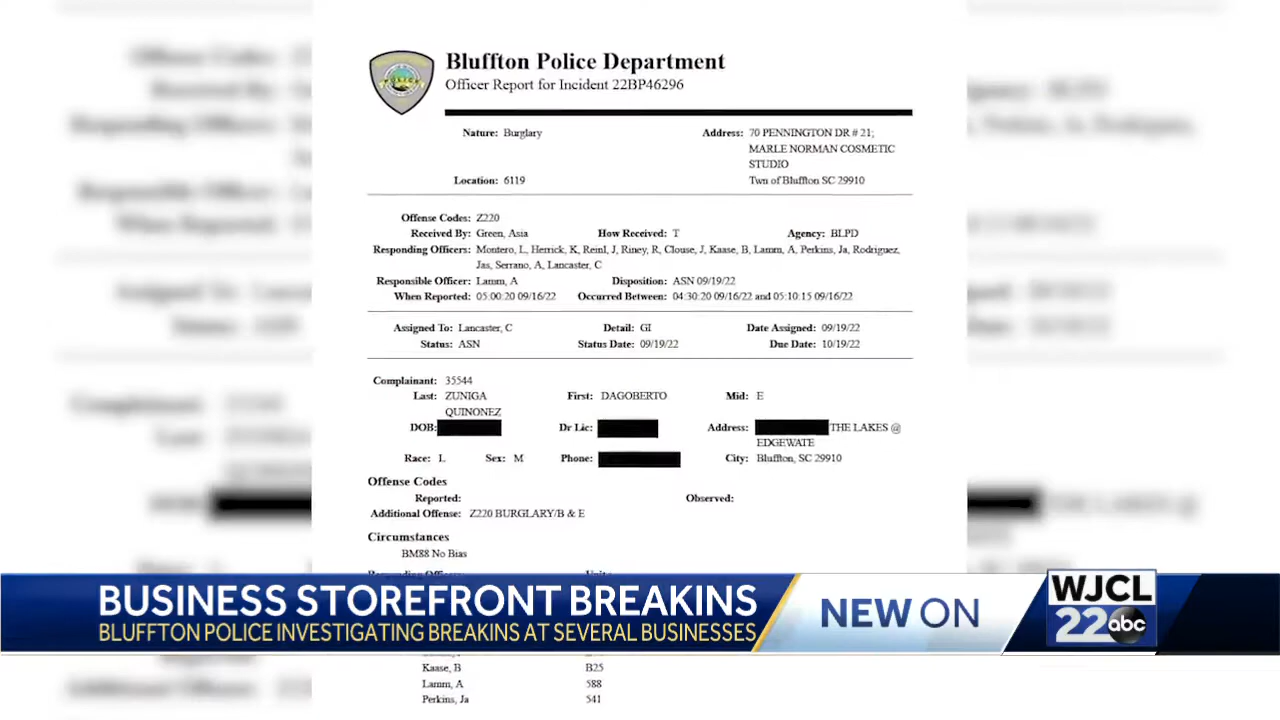 Bluffton Police Department
Officer Report for Incident 22BP46296
Nature: Burglary
Address: 70 PENNINGTON DR # 21;
MARLE NORMAN COSMETIC
STUDIO
Location: 6119
Twn of Bluffton SC 29910
Offense Codes: Z220
Received By: Green, Asia How Received: T Agency: BLPD
Responding Officers: Montero, L, Herrick, K, Reinl, J, Riney, R, Clouse, J, Kaase, B, Lamm, A, Perkins, Ja, Rodriguez,
Jas, Serrano, A, Lancaster, C
Responsible Officer: Lamm, A Disposition: ASN 09/19/22
When Reported: 05:00:20 09/16/22 Occurred Between: 04:30:20 09/16/22 and 05:10:15 09/16/22
Assigned To: Lancaster, C Detail: GI Date Assigned: 09/19/22
Status: ASN Status Date: 09/19/22 Due Date: 10/19/22
Complainant: 35544
Last: ZUNIGA First: DAGOBERTO Mid: E
QUINONEZ
DOB: Dr Lic: Address: THE LAKES @
EDGEWATE
Race: L Sex: M Phone: City: Bluffton, SC 29910
Offense Codes
Reported: Observed:
Additional Offense: Z220 BURGLARY/B & E
Circumstances
BM88 No Bias
BUSINESS STOREFRONT BREAKINS
BLUFFTON POLICE INVESTIGATING BREAKINS AT SEVERAL BUSINESSES
NEW ON
WJCL
22 abc
Kaase, B B25
Lamm, A 588
Perkins, Ja 541